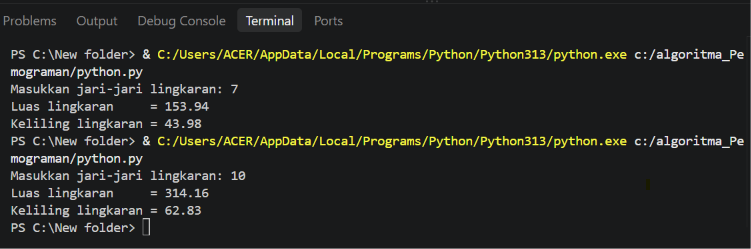 Problems Output Debug Console Terminal Ports
PS C:\New folder> & C:/Users/ACER/AppData/Local/Programs/Python/Python313/python.exe c:/algoritma_Pe
mograman/python.py
Masukkan jari-jari lingkaran: 7
Luas lingkaran     = 153.94
Keliling lingkaran = 43.98
PS C:\New folder> & C:/Users/ACER/AppData/Local/Programs/Python/Python313/python.exe c:/algoritma_Pe
mograman/python.py
Masukkan jari-jari lingkaran: 10
Luas lingkaran     = 314.16
Keliling lingkaran = 62.83
PS C:\New folder>